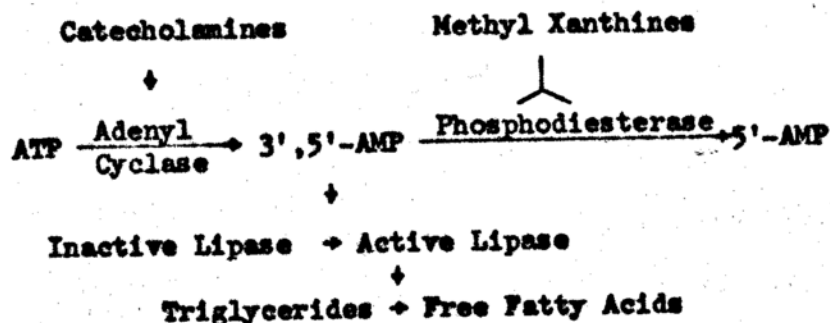 Catecholamines Methyl Xanthines
Adenyl Phosphodiesterase
ATP → 3',5'-AMP → 5'-AMP
Cyclase
Inactive Lipase → Active Lipase
Triglycerides → Free Fatty Acids